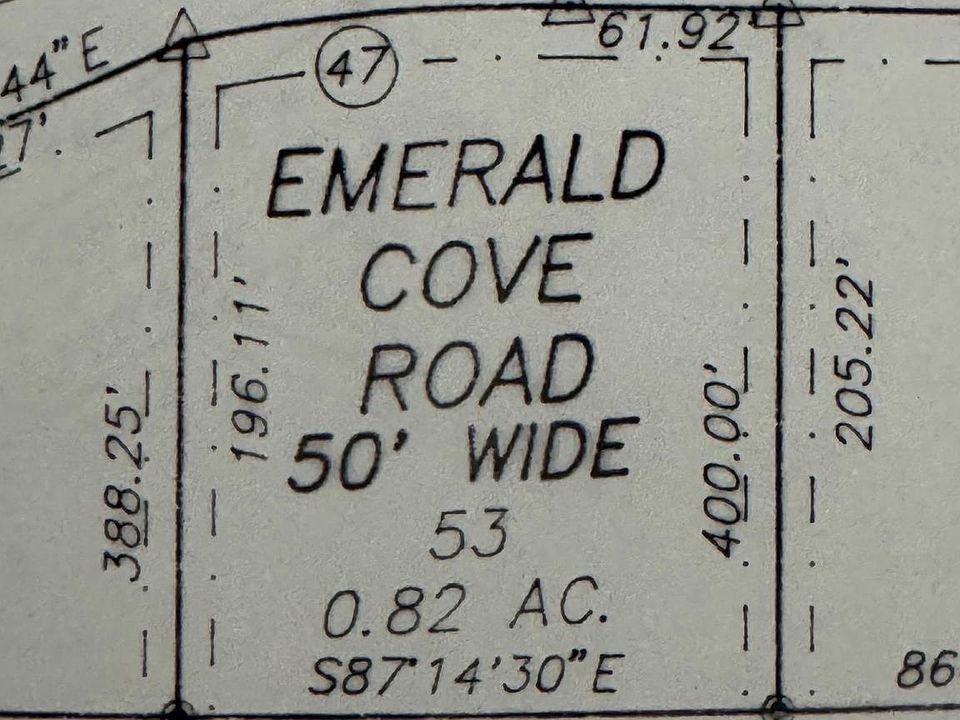 44"E
47
61.92'
7'.
EMERALD
COVE
ROAD
50' WIDE
196.11'
388.25'
400.00'
205.22'
53
0.82 AC.
S87°14'30"E
86